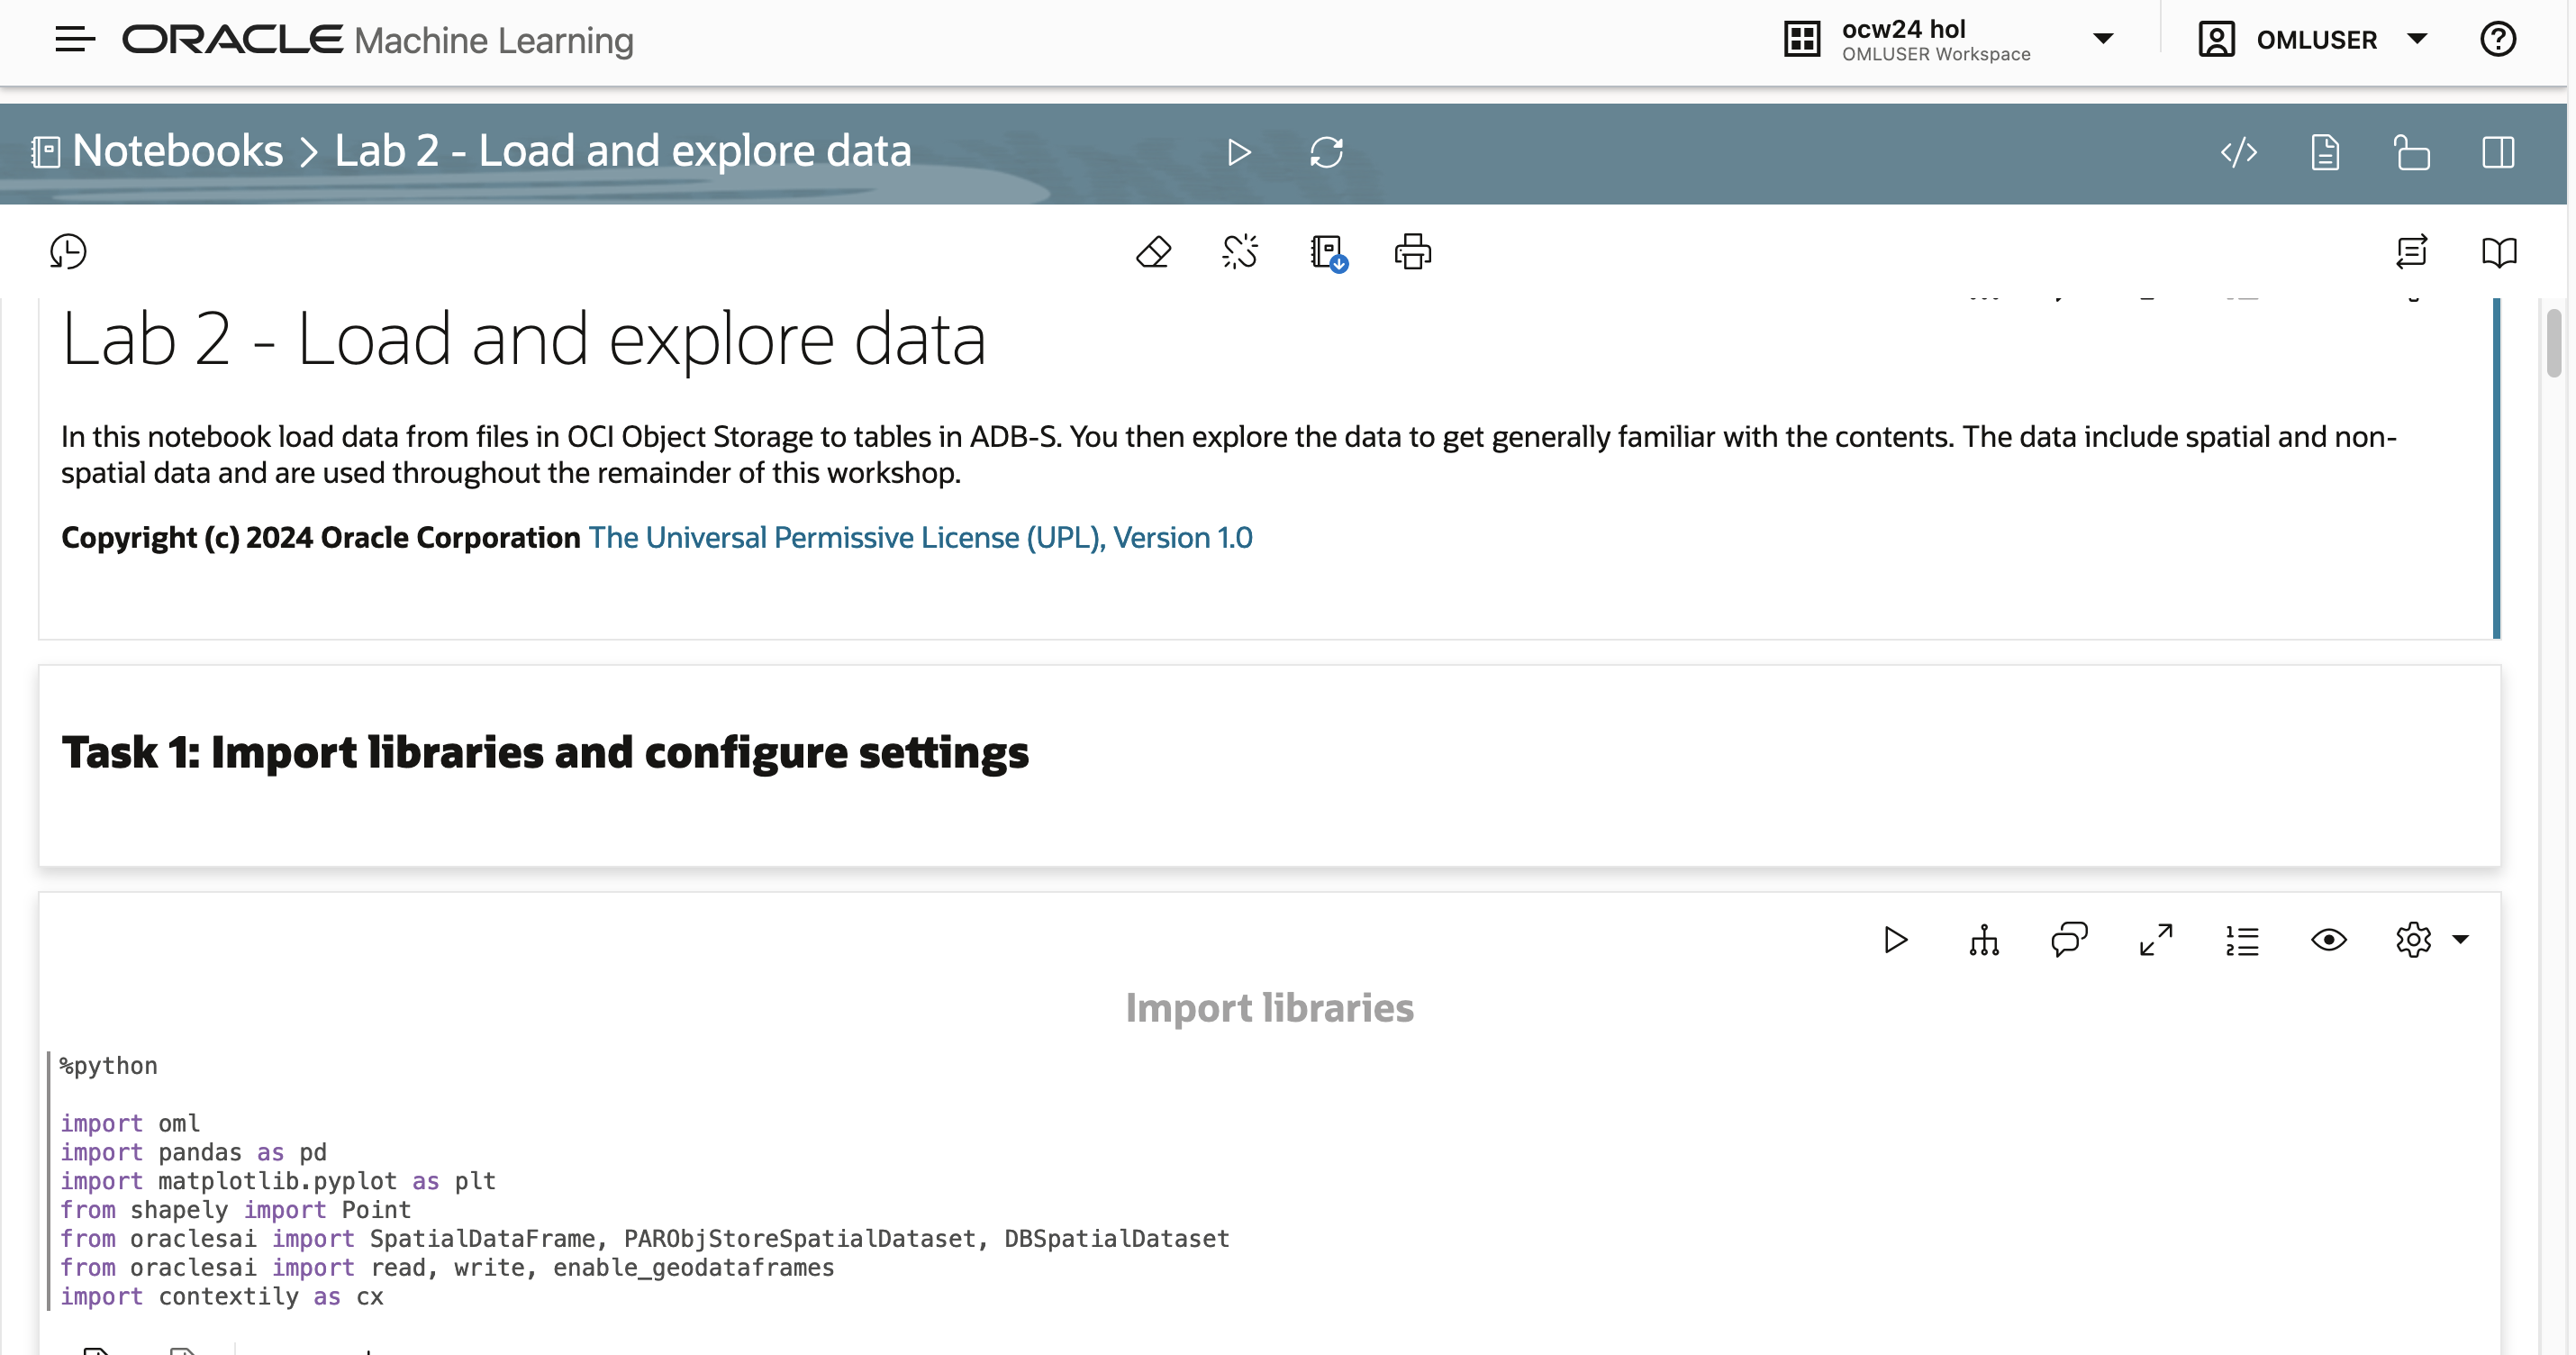 ORACLE Machine Learning
ocw24 hol
OMLUSER Workspace
OMLUSER
Notebooks > Lab 2 - Load and explore data
Lab 2 - Load and explore data
In this notebook load data from files in OCI Object Storage to tables in ADB-S. You then explore the data to get generally familiar with the contents. The data include spatial and non-
spatial data and are used throughout the remainder of this workshop.
Copyright (c) 2024 Oracle Corporation The Universal Permissive License (UPL), Version 1.0
Task 1: Import libraries and configure settings
Import libraries
%python
import oml
import pandas as pd
import matplotlib.pyplot as plt
from shapely import Point
from oraclesai import SpatialDataFrame, PARObjStoreSpatialDataset, DBSpatialDataset
from oraclesai import read, write, enable_geodataframes
import contextily as cx